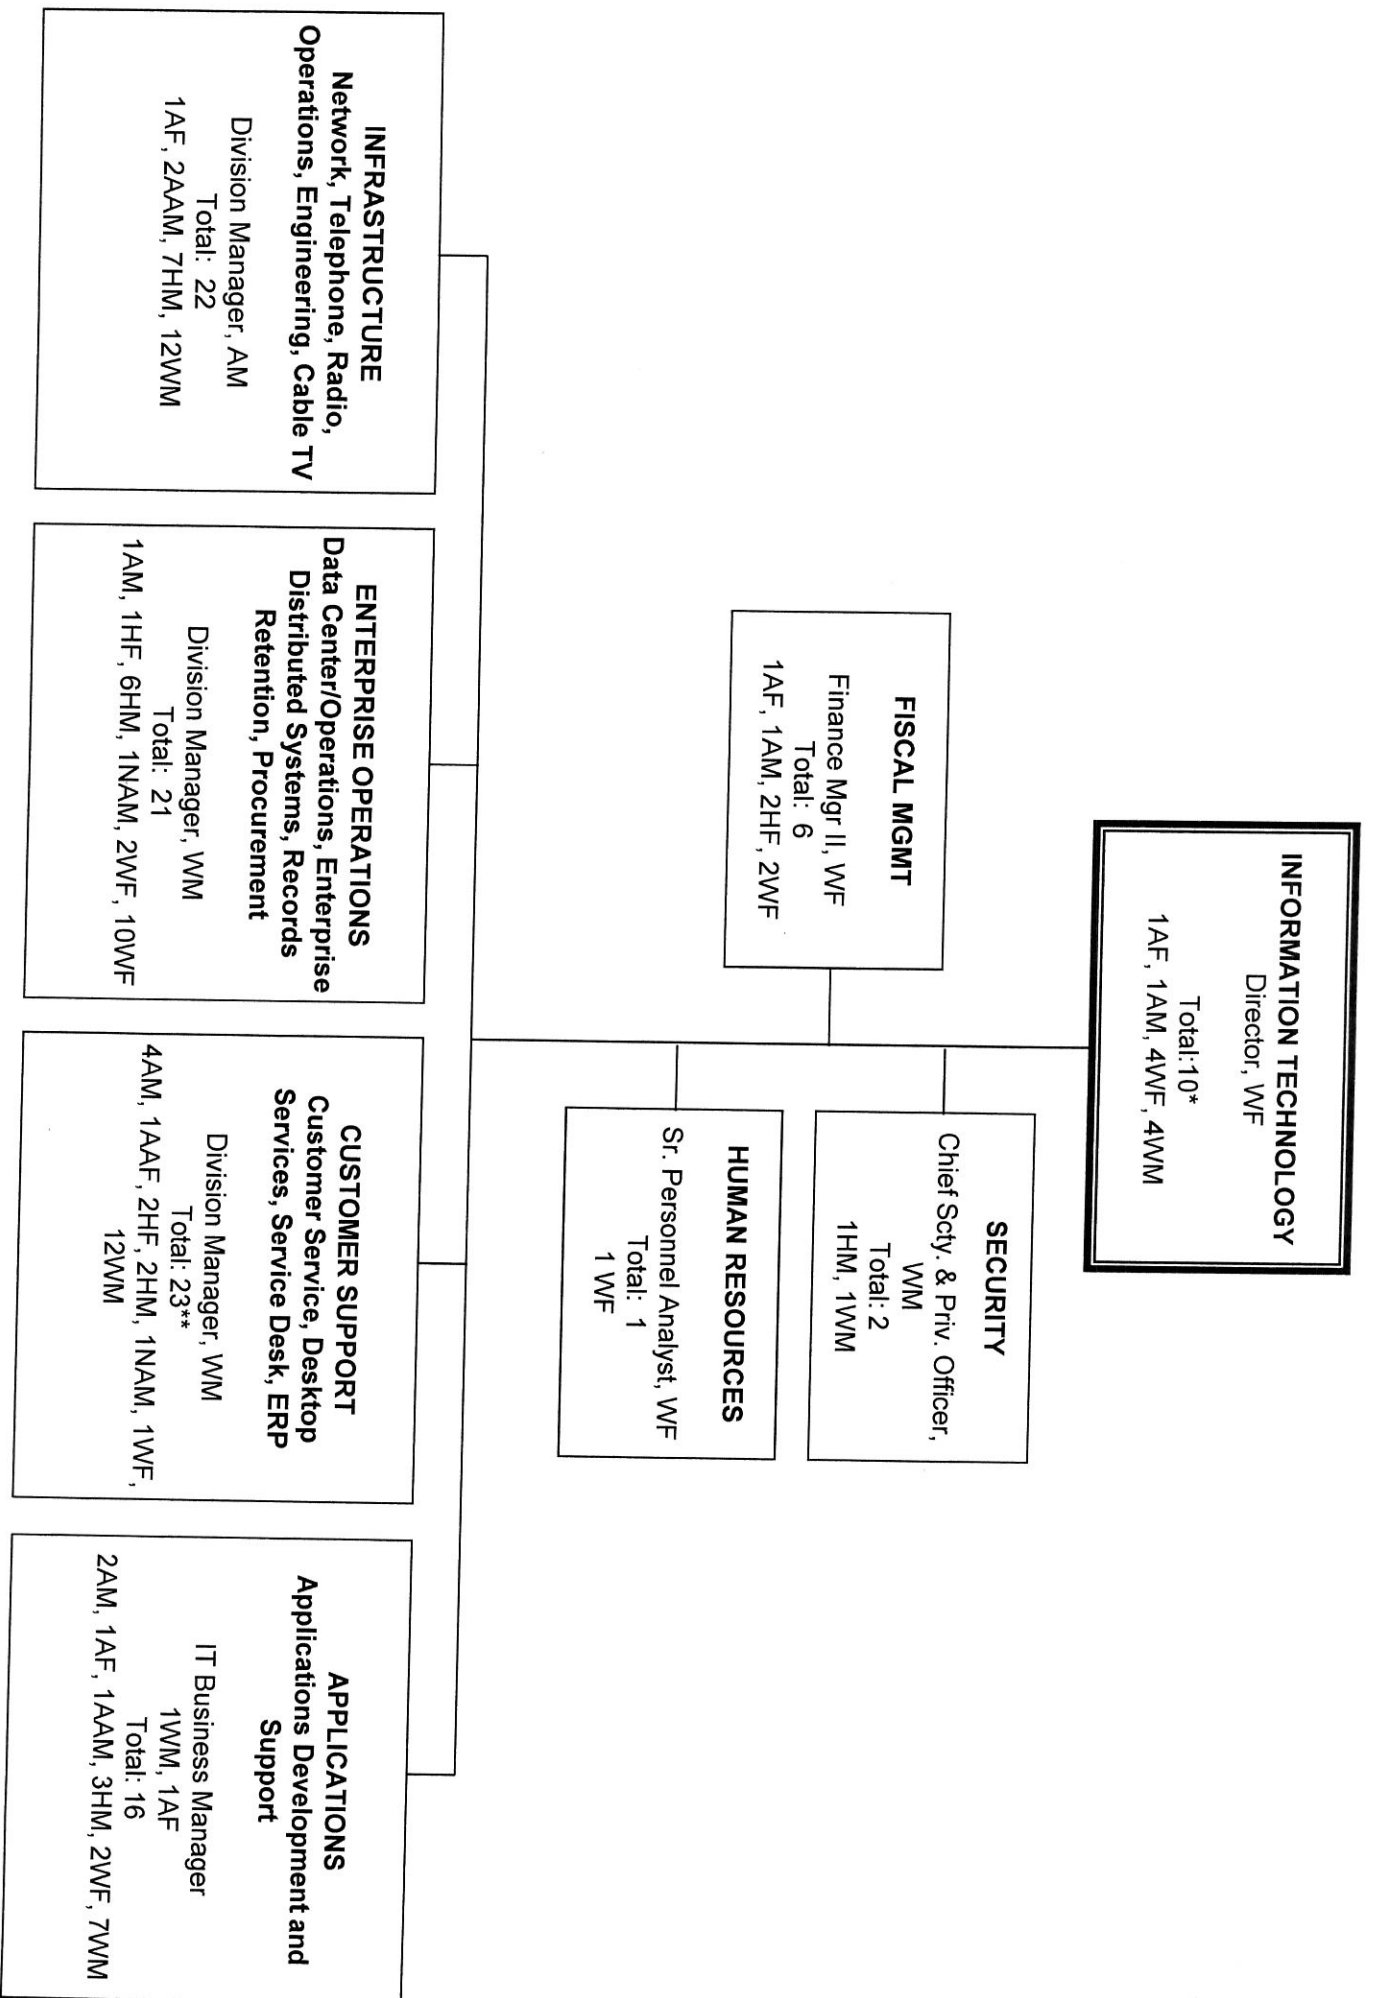 INFORMATION TECHNOLOGY
Director, WF
Total:10*
1AF, 1AM, 4WF, 4WM
FISCAL MGMT
Finance Mgr II, WF
Total: 6
1AF, 1AM, 2HF, 2WF
SECURITY
Chief Scty. & Priv. Officer,
WM
Total: 2
1HM, 1WM
HUMAN RESOURCES
Sr. Personnel Analyst, WF
Total: 1
1 WF
INFRASTRUCTURE
Network, Telephone, Radio,
Operations, Engineering, Cable TV
Division Manager, AM
Total: 22
1AF, 2AAM, 7HM, 12WM
ENTERPRISE OPERATIONS
Data Center/Operations, Enterprise
Distributed Systems, Records
Retention, Procurement
Division Manager, WM
Total: 21
1AM, 1HF, 6HM, 1NAM, 2WF, 10WF
CUSTOMER SUPPORT
Customer Service, Desktop
Services, Service Desk, ERP
Division Manager, WM
Total: 23**
4AM, 1AAF, 2HF, 2HM, 1NAM, 1WF,
12WM
APPLICATIONS
Applications Development and
Support
IT Business Manager
1WM, 1AF
Total: 16
2AM, 1AF, 1AAM, 3HM, 2WF, 7WM